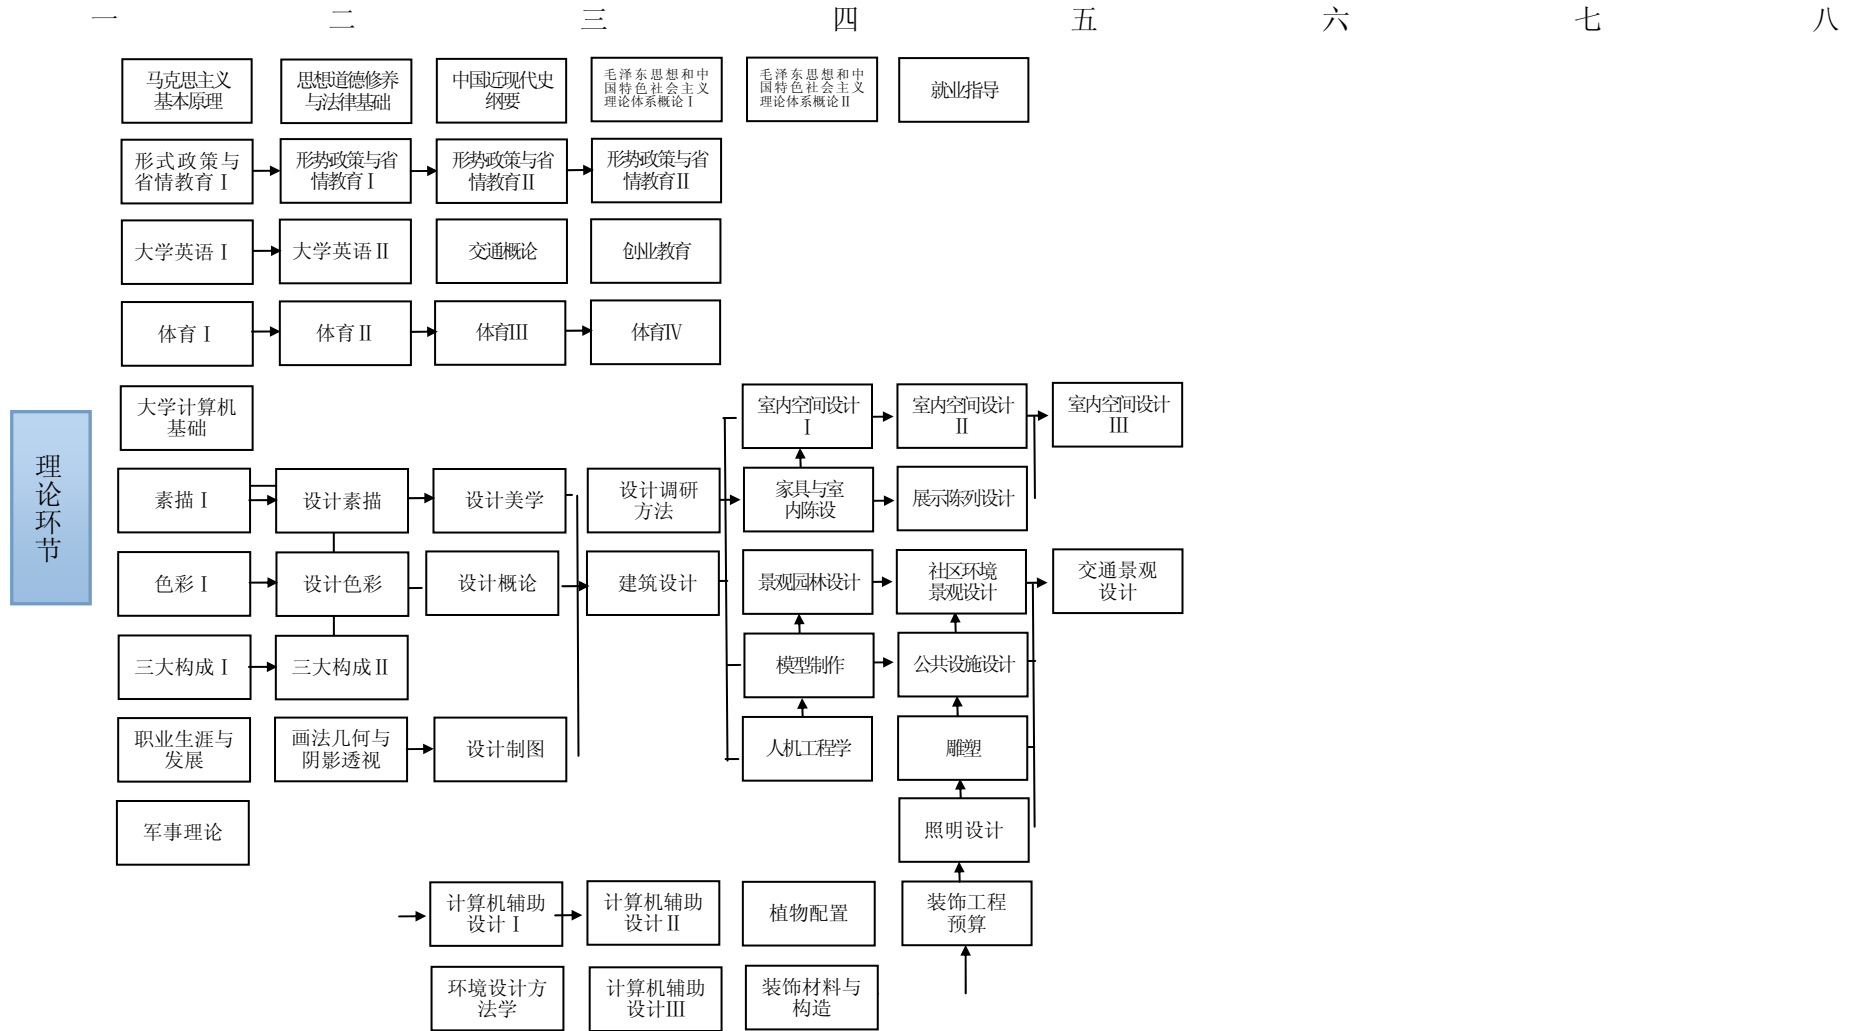 一 二 三 四 五 六 七 八
马克思主义
基本原理
思想道德修养
与法律基础
中国近现代史
纲要
毛泽东思想和中
国特色社会主义
理论体系概论Ⅰ
毛泽东思想和中
国特色社会主义
理论体系概论Ⅱ
就业指导
形式政策与
省情教育Ⅰ
形势政策与省
情教育Ⅰ
形势政策与省
情教育Ⅱ
形势政策与省
情教育Ⅱ
大学英语Ⅰ
大学英语Ⅱ
交通概论
创业教育
体育Ⅰ
体育Ⅱ
体育Ⅲ
体育Ⅳ
大学计算机
基础
室内空间设计
Ⅰ
室内空间设计
Ⅱ
室内空间设计
Ⅲ
理论环节
素描Ⅰ
设计素描
设计美学
设计调研
方法
家具与室
内陈设
展示陈列设计
色彩Ⅰ
设计色彩
设计概论
建筑设计
景观园林设计
社区环境
景观设计
交通景观
设计
三大构成Ⅰ
三大构成Ⅱ
模型制作
公共设施设计
职业生涯与
发展
画法几何与
阴影透视
设计制图
人机工程学
雕塑
军事理论
照明设计
计算机辅助
设计Ⅰ
计算机辅助
设计Ⅱ
植物配置
装饰工程
预算
环境设计方
法学
计算机辅助
设计Ⅲ
装饰材料与
构造